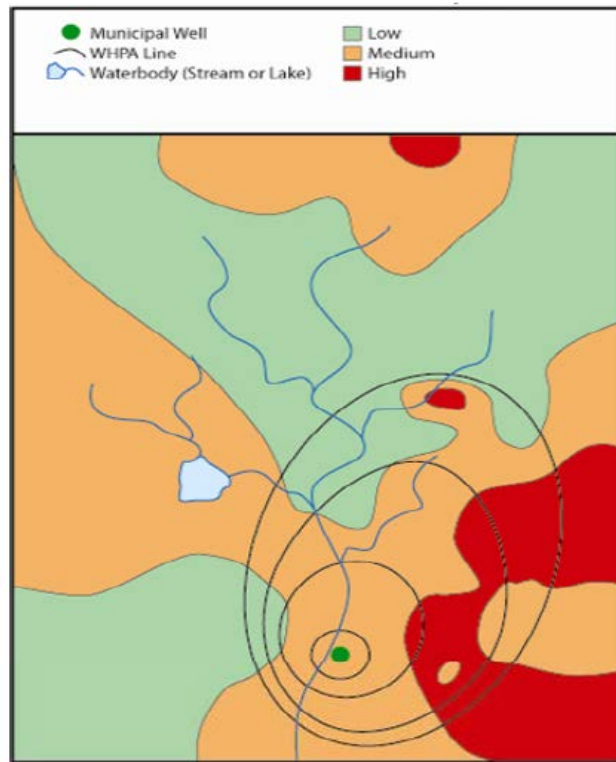 Municipal Well
WHPA Line
Waterbody (Stream or Lake)
Low
Medium
High